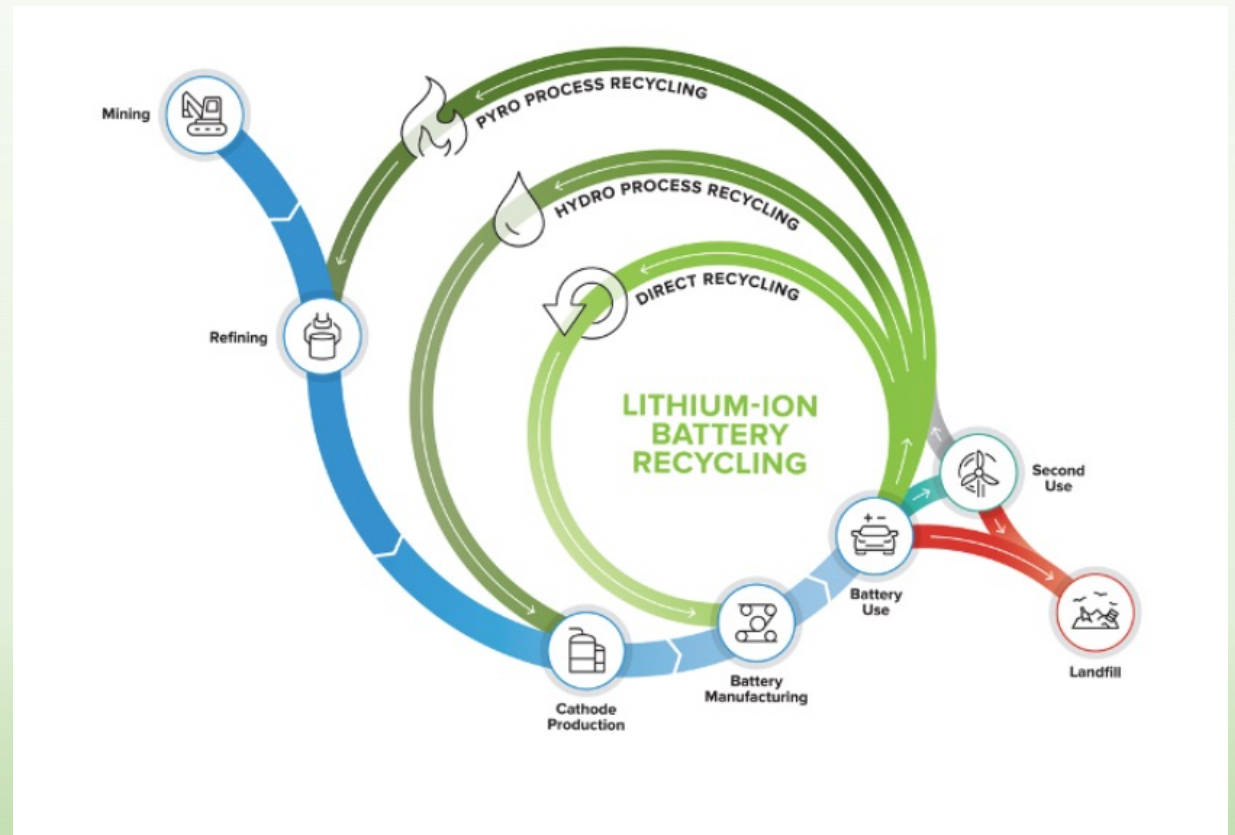 Mining
PYRO PROCESS RECYCLING
HYDRO PROCESS RECYCLING
DIRECT RECYCLING
Refining
LITHIUM-ION
BATTERY
RECYCLING
Second
Use
+ −
Battery
Use
Landfill
Battery
Manufacturing
Cathode
Production